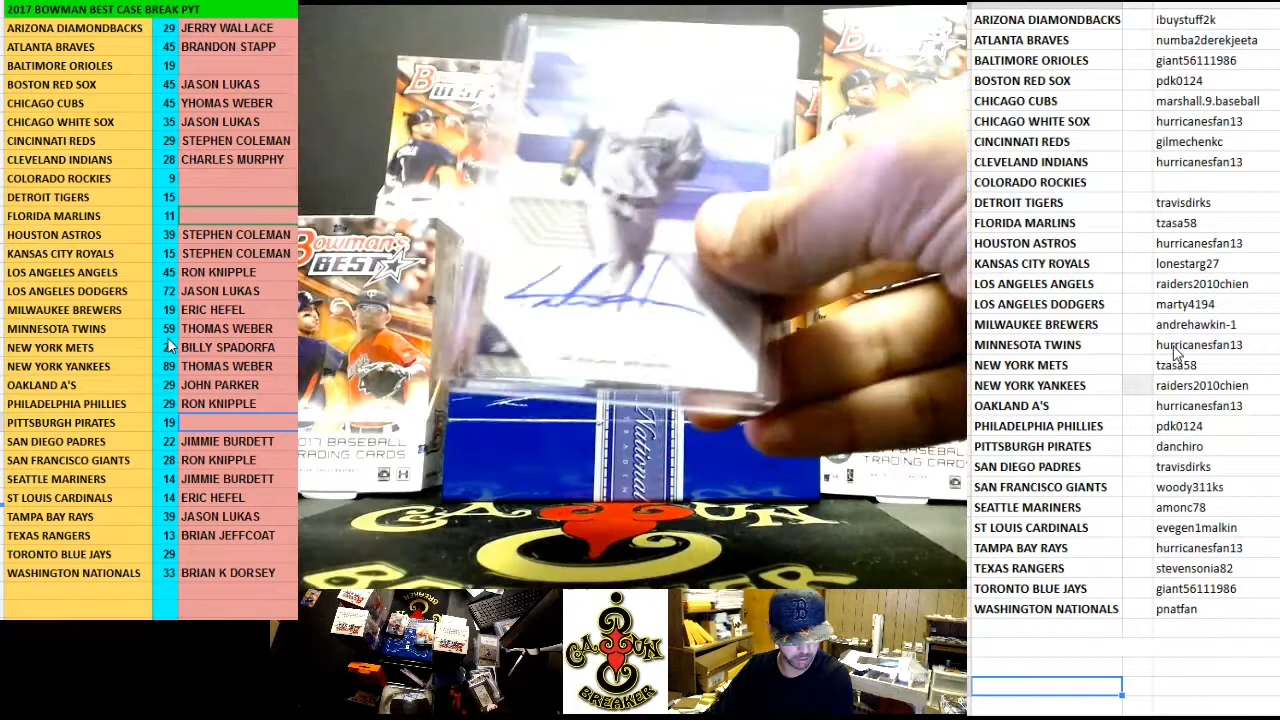 2017 BOWMAN BEST CASE BREAK PYT
ARIZONA DIAMONDBACKS 29 JERRY WALLACE
ATLANTA BRAVES 45 BRANDON STAPP
BALTIMORE ORIOLES 19
BOSTON RED SOX 45 JASON LUKAS
CHICAGO CUBS 45 YHOMAS WEBER
CHICAGO WHITE SOX 35 JASON LUKAS
CINCINNATI REDS 29 STEPHEN COLEMAN
CLEVELAND INDIANS 28 CHARLES MURPHY
COLORADO ROCKIES 9
DETROIT TIGERS 15
FLORIDA MARLINS 11
HOUSTON ASTROS 39 STEPHEN COLEMAN
KANSAS CITY ROYALS 15 STEPHEN COLEMAN
LOS ANGELES ANGELS 45 RON KNIPPLE
LOS ANGELES DODGERS 72 JASON LUKAS
MILWAUKEE BREWERS 19 ERIC HEFEL
MINNESOTA TWINS 59 THOMAS WEBER
NEW YORK METS BILLY SPADORFA
NEW YORK YANKEES 89 THOMAS WEBER
OAKLAND A'S 29 JOHN PARKER
PHILADELPHIA PHILLIES 29 RON KNIPPLE
PITTSBURGH PIRATES 19
SAN DIEGO PADRES 22 JIMMIE BURDETT
SAN FRANCISCO GIANTS 28 RON KNIPPLE
SEATTLE MARINERS 14 JIMMIE BURDETT
ST LOUIS CARDINALS 14 ERIC HEFEL
TAMPA BAY RAYS 39 JASON LUKAS
TEXAS RANGERS 13 BRIAN JEFFCOAT
TORONTO BLUE JAYS 29
WASHINGTON NATIONALS 33 BRIAN K DORSEY
Bowman's
BEST
Bowman's
BEST
2017 BASEBALL
TRADING CARDS
National
TRADING CARDS
CAJUN
BREAKER
CAJUN
BREAKER
ARIZONA DIAMONDBACKS ibuystuff2k
ATLANTA BRAVES numba2derekjeeta
BALTIMORE ORIOLES giant56111986
BOSTON RED SOX pdk0124
CHICAGO CUBS marshall.9.baseball
CHICAGO WHITE SOX hurricanesfan13
CINCINNATI REDS gilmechenkc
CLEVELAND INDIANS hurricanesfan13
COLORADO ROCKIES
DETROIT TIGERS travisdirks
FLORIDA MARLINS tzasa58
HOUSTON ASTROS hurricanesfan13
KANSAS CITY ROYALS lonestarg27
LOS ANGELES ANGELS raiders2010chien
LOS ANGELES DODGERS marty4194
MILWAUKEE BREWERS andrehawkin-1
MINNESOTA TWINS hurricanesfan13
NEW YORK METS tzasa58
NEW YORK YANKEES raiders2010chien
OAKLAND A'S hurricanesfan13
PHILADELPHIA PHILLIES pdk0124
PITTSBURGH PIRATES danchiro
SAN DIEGO PADRES travisdirks
SAN FRANCISCO GIANTS woody311ks
SEATTLE MARINERS amonc78
ST LOUIS CARDINALS evegen1malkin
TAMPA BAY RAYS hurricanesfan13
TEXAS RANGERS stevensonia82
TORONTO BLUE JAYS giant56111986
WASHINGTON NATIONALS pnatfan